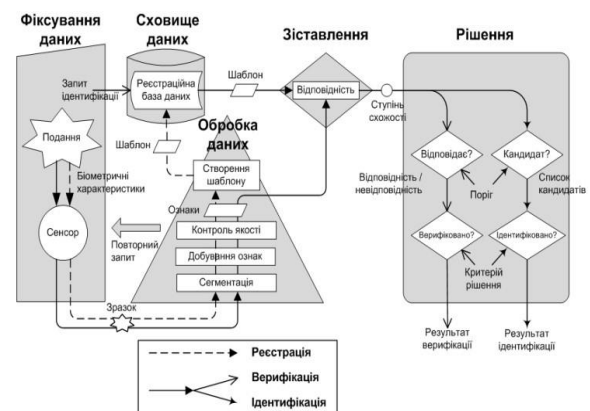 Фіксування
даних
Сховище
даних
Зіставлення
Рішення
Запит
ідентифікації
Реєстраційна
база даних
Шаблон
Відповідність
Ступінь
схожості
Подання
Шаблон
Обробка
даних
Біометричні
характеристики
Створення
шаблону
Відповідає?
Кандидат?
Відповідність /
невідповідність
Поріг
Список
кандидатів
Ознаки
Сенсор
Контроль якості
Повторний
запит
Добування ознак
Верифіковано?
Ідентифіковано?
Сегментація
Критерій
рішення
Зразок
Результат
верифікації
Результат
ідентифікації
Реєстрація
Верифікація
Ідентифікація